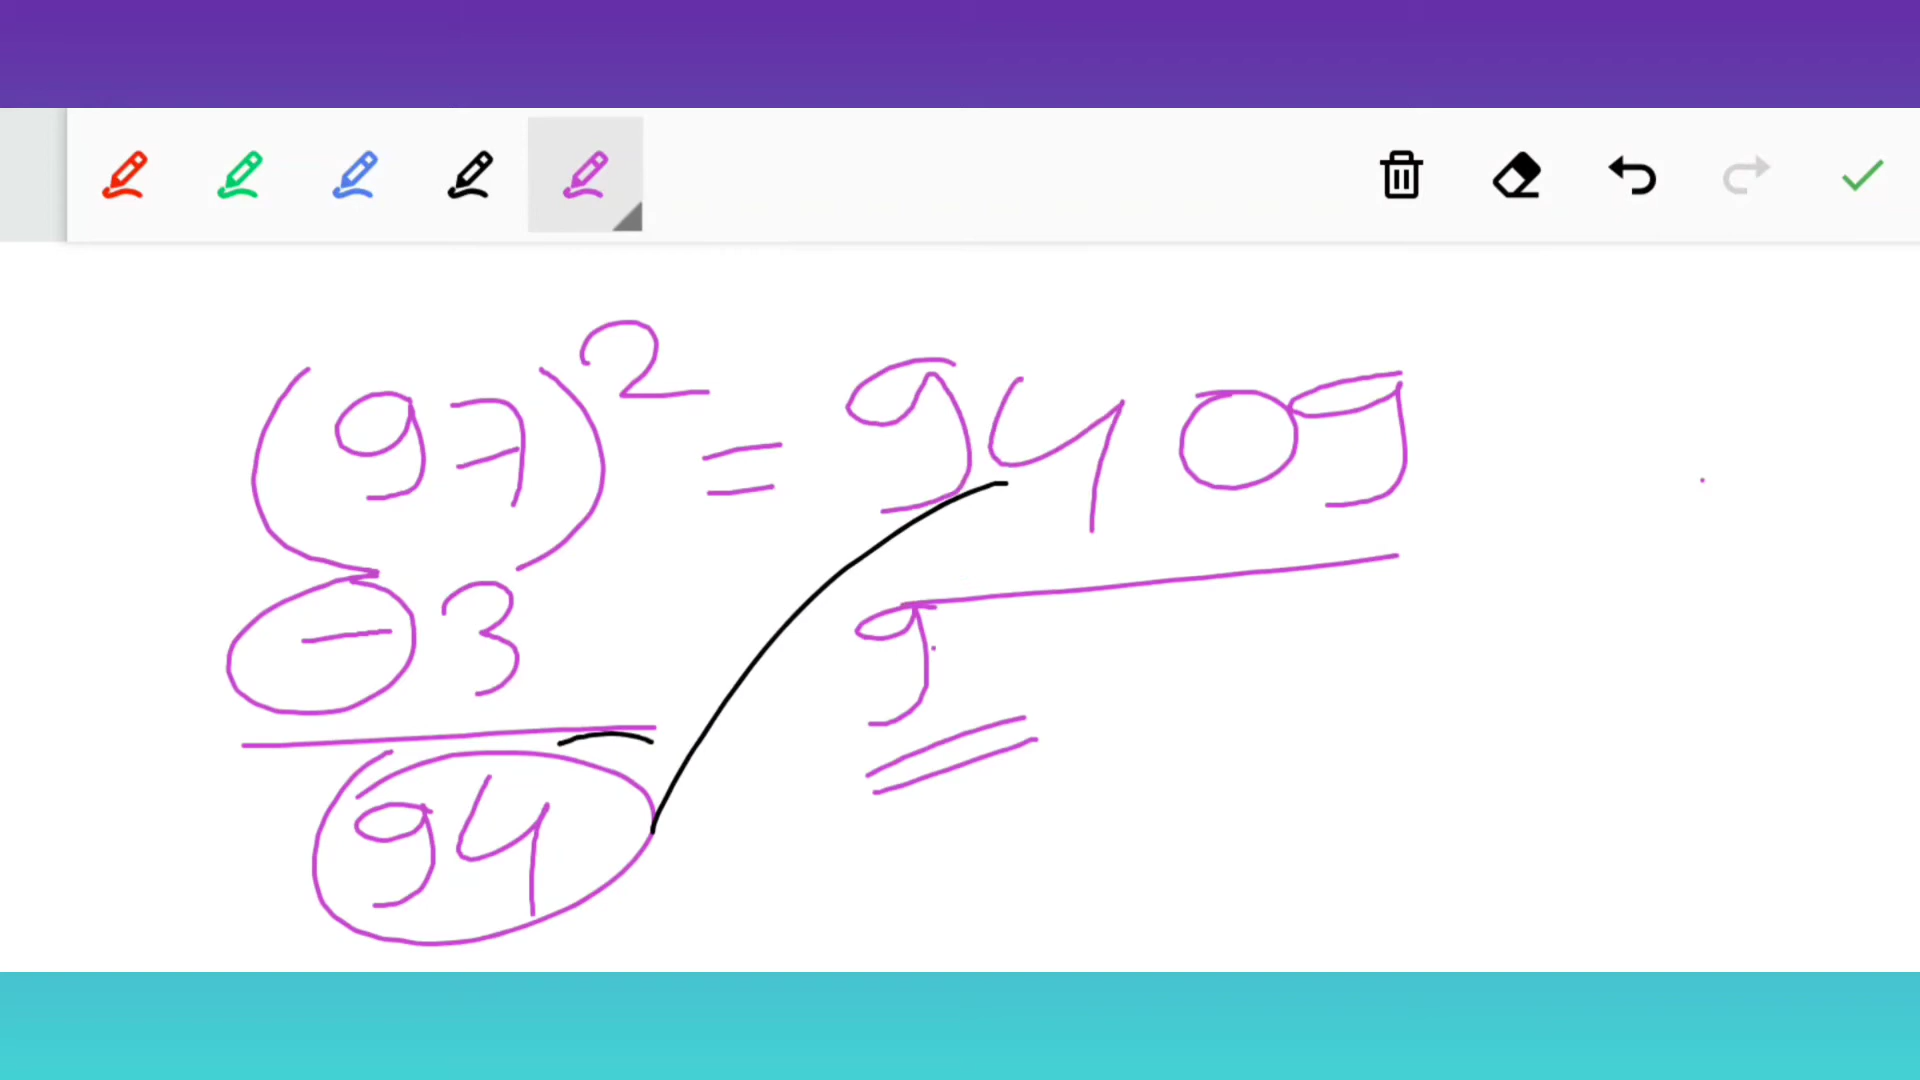 (97)² = 9409
- 3
9
94